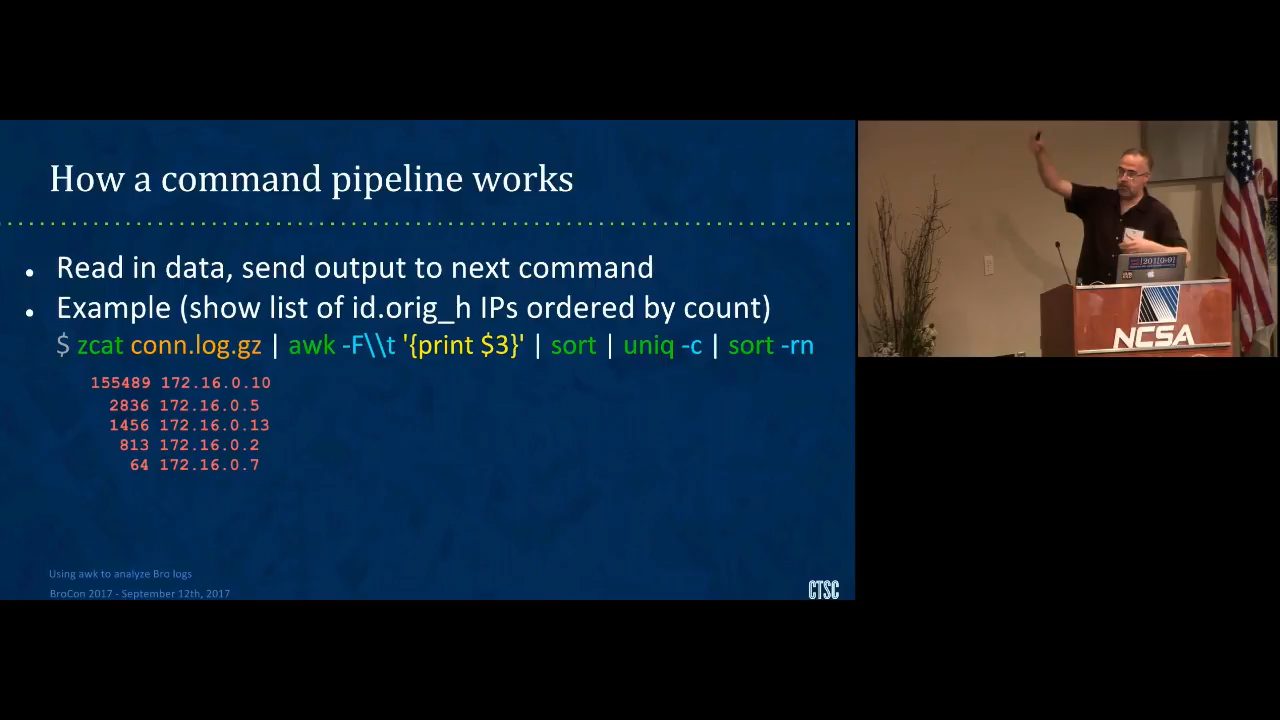 How a command pipeline works
● Read in data, send output to next command
● Example (show list of id.orig_h IPs ordered by count)
$ zcat conn.log.gz | awk -F\\t '{print $3}' | sort | uniq -c | sort -rn
155489 172.16.0.10
2836 172.16.0.5
1456 172.16.0.13
813 172.16.0.2
64 172.16.0.7
Using awk to analyze Bro logs
BroCon 2017 - September 12th, 2017
CTSC
NCSA